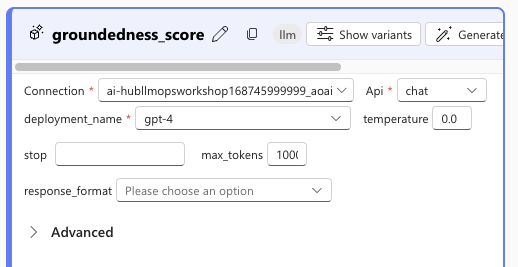 groundedness_score llm Show variants Generate
Connection * ai-hubllmopsworkshop168745999999_aoai Api * chat
deployment_name * gpt-4 temperature 0.0
stop max_tokens 1000
response_format Please choose an option
Advanced